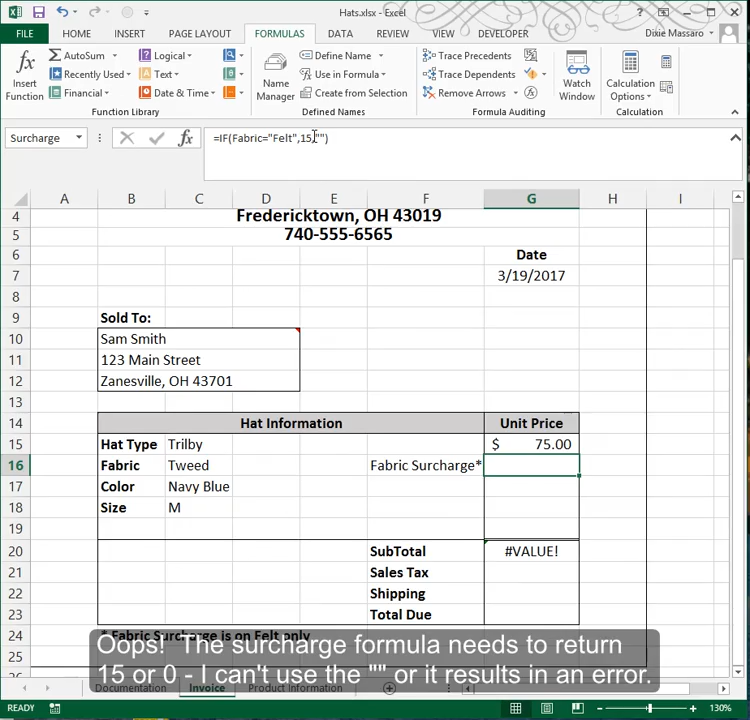 Hats.xlsx - Excel
FILE HOME INSERT PAGE LAYOUT FORMULAS DATA REVIEW VIEW DEVELOPER Dixie Massaro
AutoSum Logical Define Name Trace Precedents
Insert Function Recently Used Text Name Manager Use in Formula Trace Dependents Watch Window Calculation Options
Financial Date & Time Create from Selection Remove Arrows
Function Library Defined Names Formula Auditing Calculation
Surcharge fx =IF(Fabric="Felt",15,"")
A B C D E F G H I
4 Fredericktown, OH 43019
5 740-555-6565
6 Date
7 3/19/2017
8
9 Sold To:
10 Sam Smith
11 123 Main Street
12 Zanesville, OH 43701
13
14 Hat Information Unit Price
15 Hat Type Trilby $ 75.00
16 Fabric Tweed Fabric Surcharge*
17 Color Navy Blue
18 Size M
19
20 SubTotal #VALUE!
21 Sales Tax
22 Shipping
23 Total Due
24 * Fabric Surcharge is on Felt only
25
Oops! The surcharge formula needs to return
15 or 0 - I can't use the "" or it results in an error.
Documentation Invoice Product Information
READY 130%